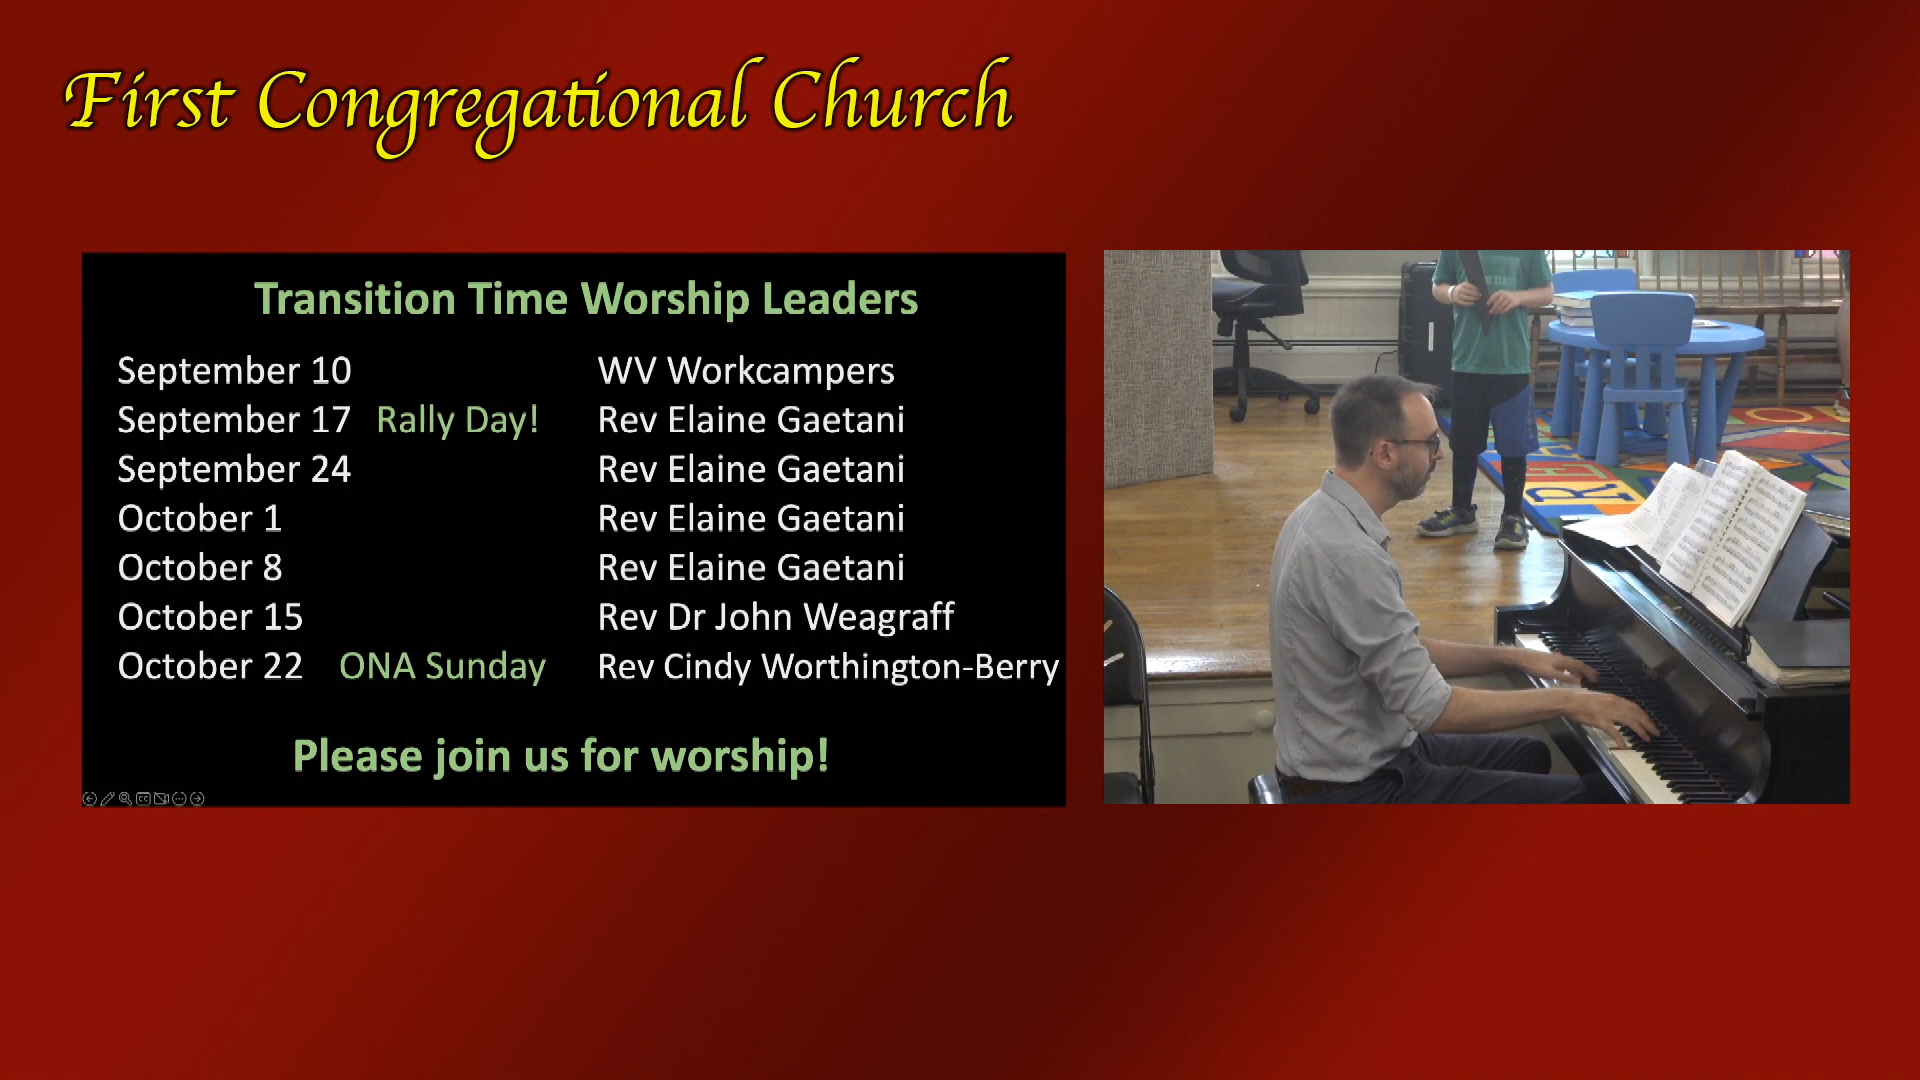 First Congregational Church
Transition Time Worship Leaders
September 10 WV Workcampers
September 17 Rally Day! Rev Elaine Gaetani
September 24 Rev Elaine Gaetani
October 1 Rev Elaine Gaetani
October 8 Rev Elaine Gaetani
October 15 Rev Dr John Weagraff
October 22 ONA Sunday Rev Cindy Worthington-Berry
Please join us for worship!